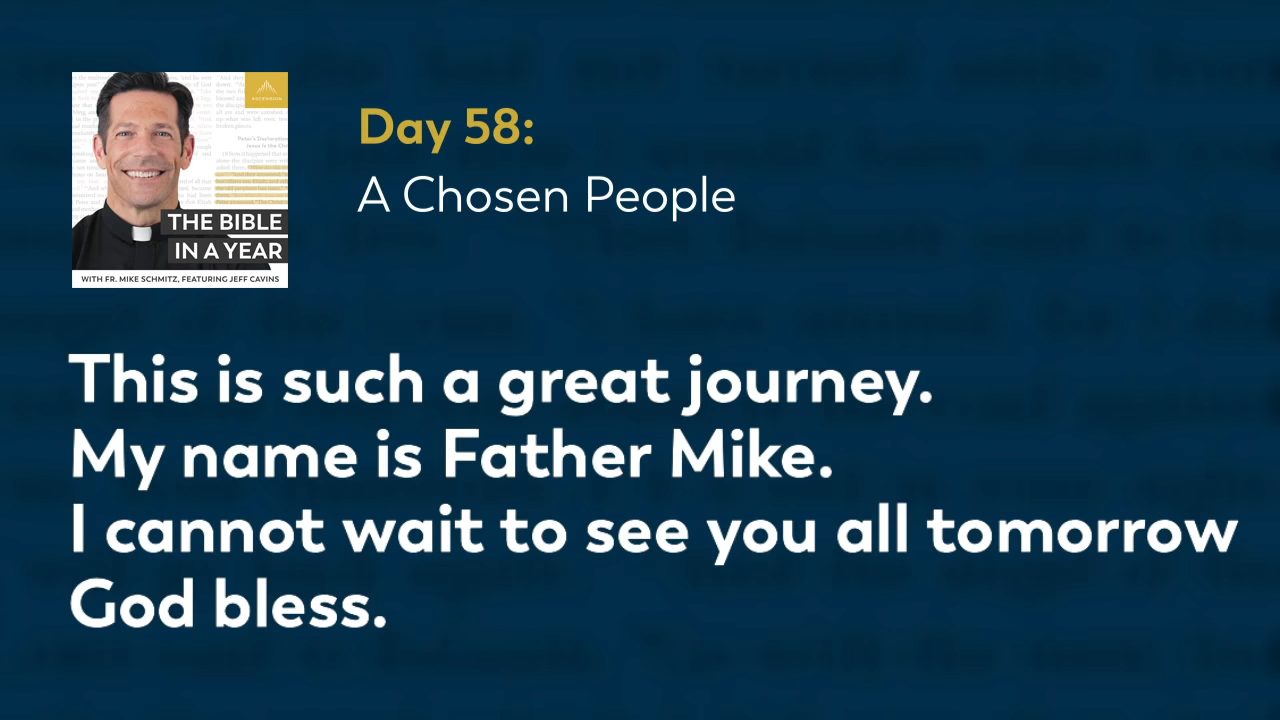 Day 58:
A Chosen People
THE BIBLE
IN A YEAR
WITH FR. MIKE SCHMITZ, FEATURING JEFF CAVINS
This is such a great journey.
My name is Father Mike.
I cannot wait to see you all tomorrow
God bless.